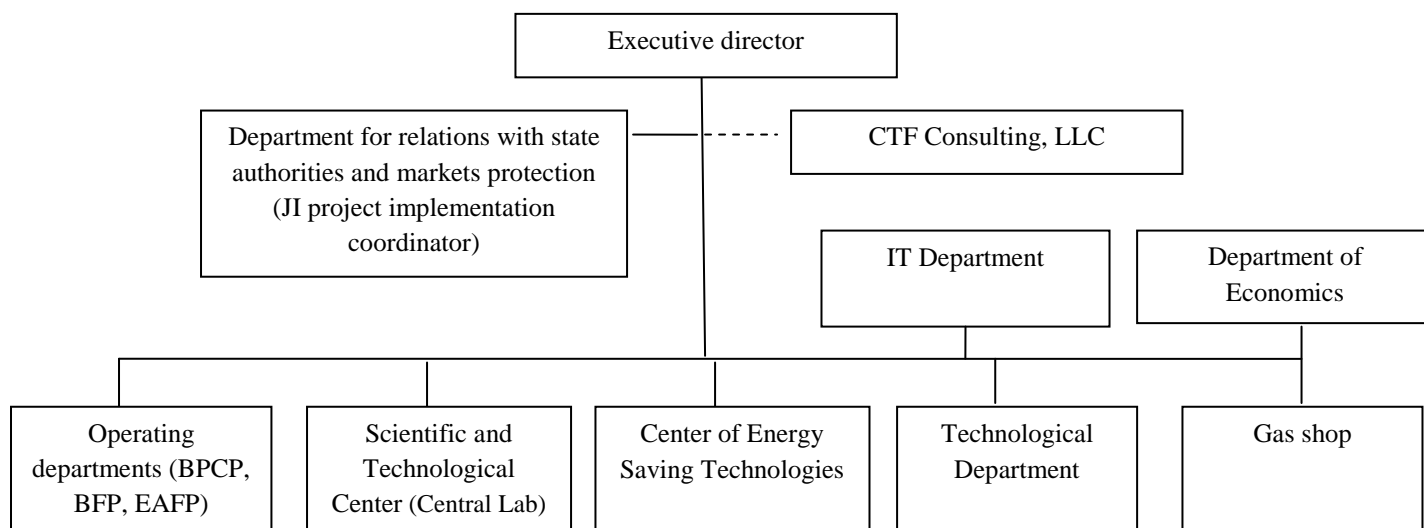 Executive director
Department for relations with state
authorities and markets protection
(JI project implementation
coordinator)
CTF Consulting, LLC
IT Department
Department of
Economics
Operating
departments (BPCP,
BFP, EAFP)
Scientific and
Technological
Center (Central Lab)
Center of Energy
Saving Technologies
Technological
Department
Gas shop